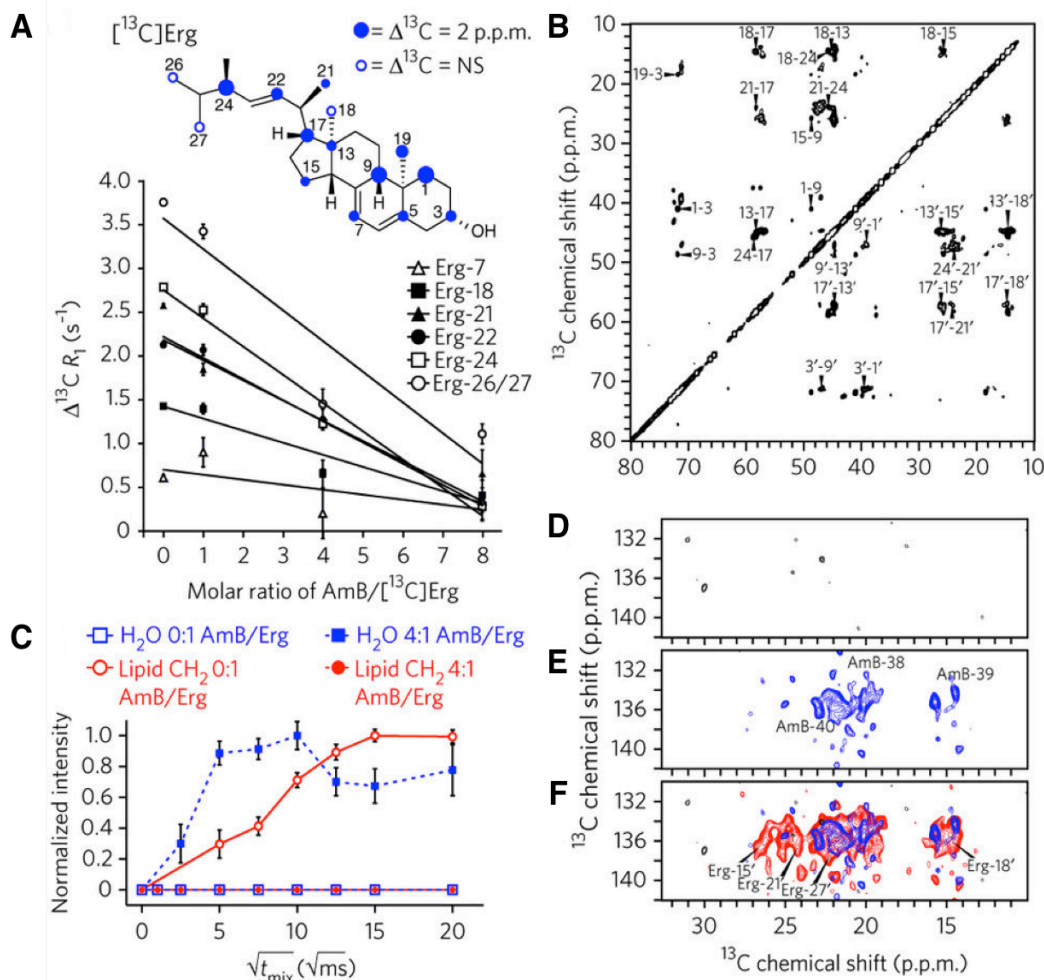 A
[¹³C]Erg
= Δ¹³C = 2 p.p.m.
= Δ¹³C = NS
26
24
22
21
27
18
H
17
13
19
15
9
1
H
H
5
3
7
OH
Δ¹³C R₁ (s⁻¹)
4.0
3.5
3.0
2.5
2.0
1.5
1.0
0.5
0
Erg-7
Erg-18
Erg-21
Erg-22
Erg-24
Erg-26/27
0 1 2 3 4 5 6 7 8
Molar ratio of AmB/[¹³C]Erg
B
¹³C chemical shift (p.p.m.)
10
20
30
40
50
60
70
80
18-17
18-13
18-15
18-24
19-3
21-17
21-24
15-9
1-9
1-3
13-17
9′-1′
13′-15′
13′-18′
9-3
24-17
9′-13′
24′-21′
17′-13′
17′-15′
17′-18′
17′-21′
3′-9′
3′-1′
80 70 60 50 40 30 20 10
C
H₂O 0:1 AmB/Erg
H₂O 4:1 AmB/Erg
Lipid CH₂ 0:1
AmB/Erg
Lipid CH₂ 4:1
AmB/Erg
Normalized intensity
1.0
0.8
0.6
0.4
0.2
0
0 5 10 15 20
√tmix (√ms)
D
132
136
140
E
132
136
140
AmB-38
AmB-39
AmB-40
F
132
136
140
Erg-15′
Erg-21′
Erg-27′
Erg-18′
¹³C chemical shift (p.p.m.)
30 25 20 15
¹³C chemical shift (p.p.m.)